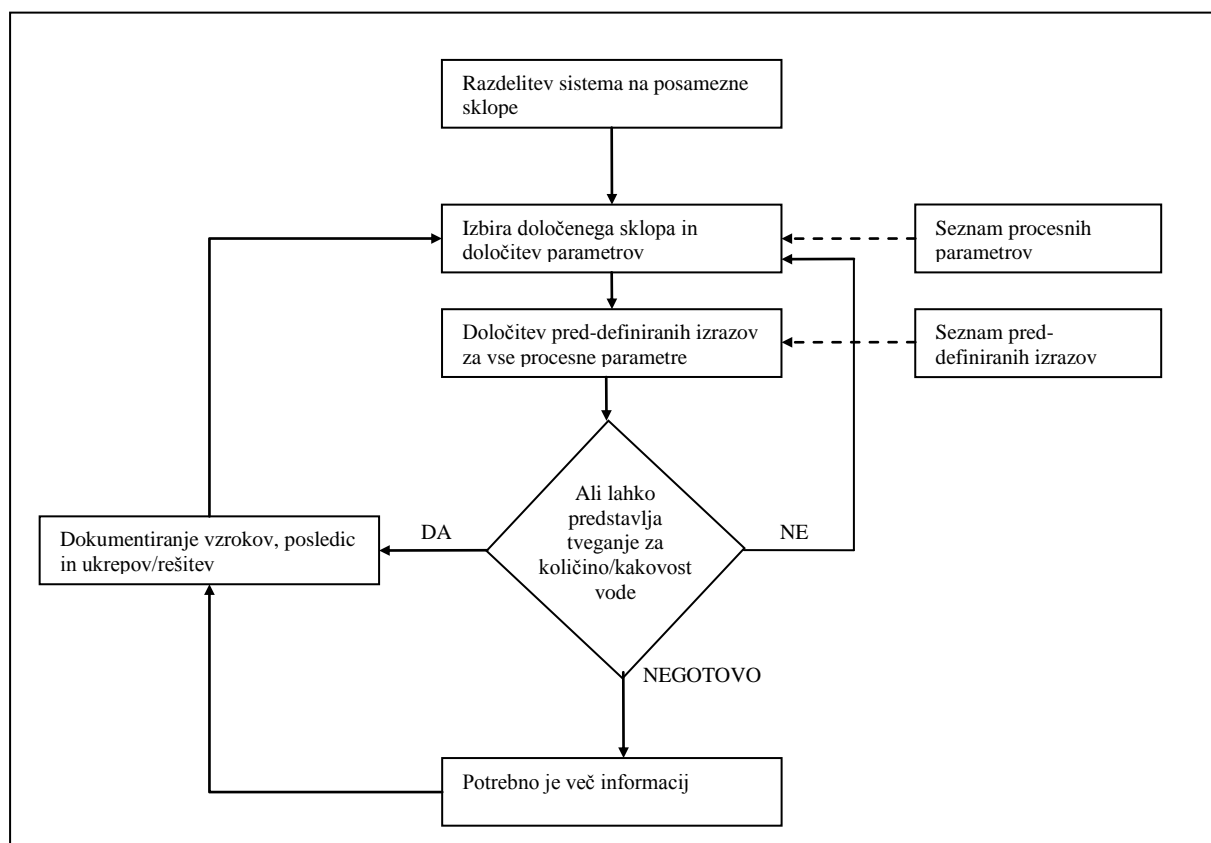 Razdelitev sistema na posamezne
sklope
Izbira določenega sklopa in
določitev parametrov
Seznam procesnih
parametrov
Določitev pred-definiranih izrazov
za vse procesne parametre
Seznam pred-
definiranih izrazov
Ali lahko
predstavlja
tveganje za
količino/kakovost
vode
DA
NE
Dokumentiranje vzrokov, posledic
in ukrepov/rešitev
NEGOTOVO
Potrebno je več informacij